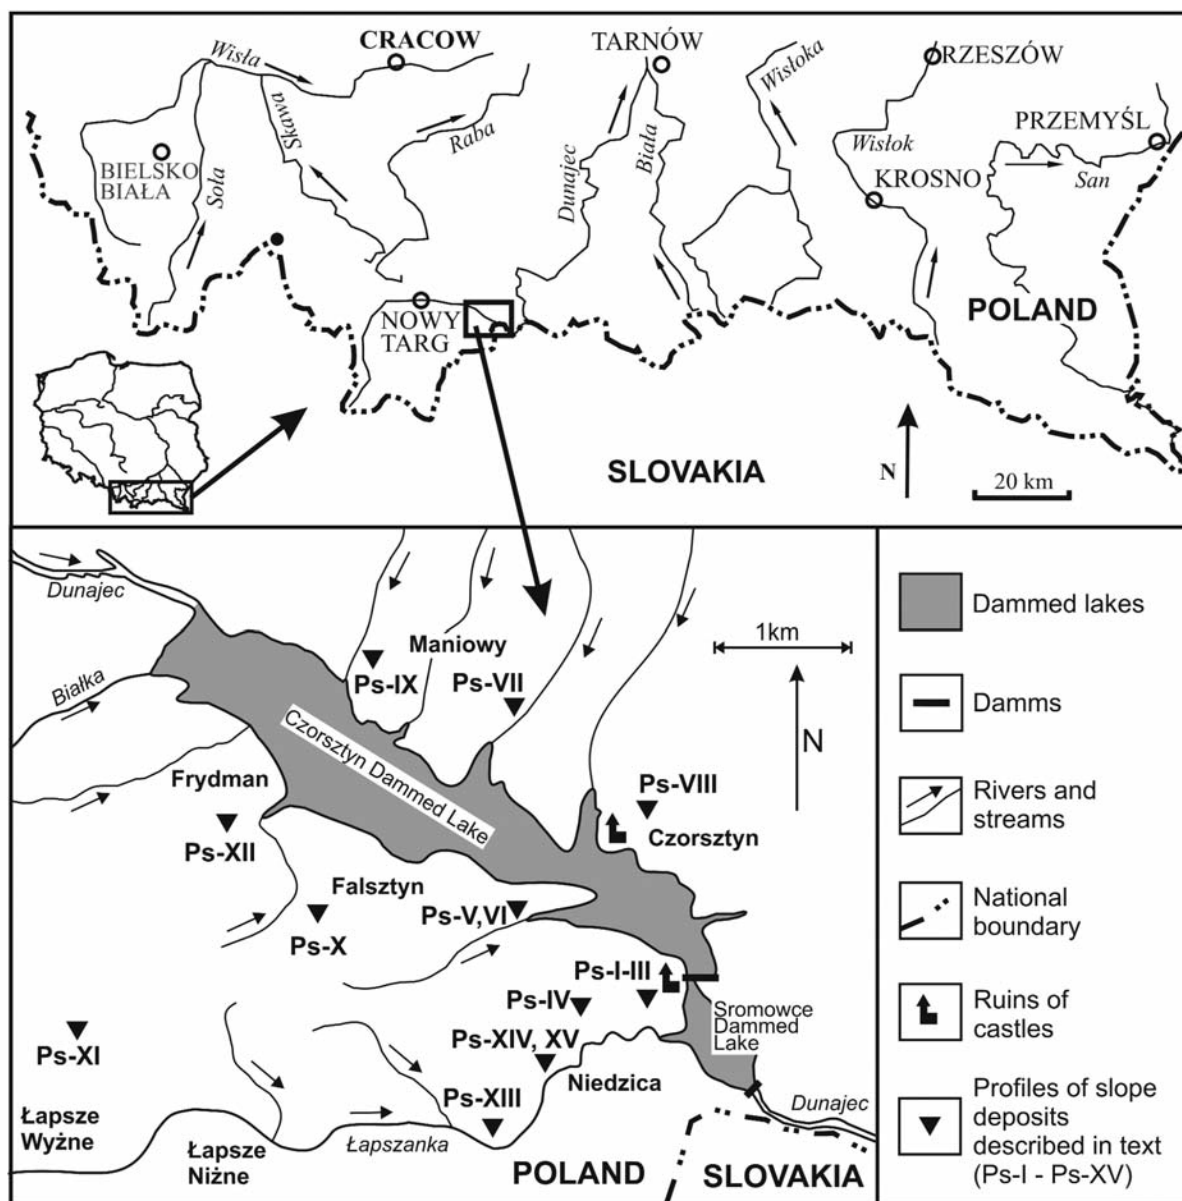 Wisła
CRACOW
TARNÓW
Wisłoka
RZESZÓW
Skawa
Raba
PRZEMYŚL
BIELSKO
BIAŁA
Soła
Dunajec
Biała
Wisłok
KROSNO
San
NOWY
TARG
POLAND
SLOVAKIA
N
20 km
Dunajec
Maniowy
Ps-IX
Ps-VII
1km
N
Białka
Czorsztyn Dammed Lake
Frydman
Ps-XII
Ps-VIII
Czorsztyn
Falsztyn
Ps-X
Ps-V,VI
Ps-I-III
Ps-IV
Sromowce
Dammed
Lake
Ps-XI
Ps-XIV, XV
Niedzica
Ps-XIII
Dunajec
Łapsze
Wyżne
Łapsze
Niżne
Łapszanka
POLAND
SLOVAKIA
Dammed lakes
Damms
Rivers and
streams
National
boundary
Ruins of
castles
Profiles of slope
deposits
described in text
(Ps-I - Ps-XV)